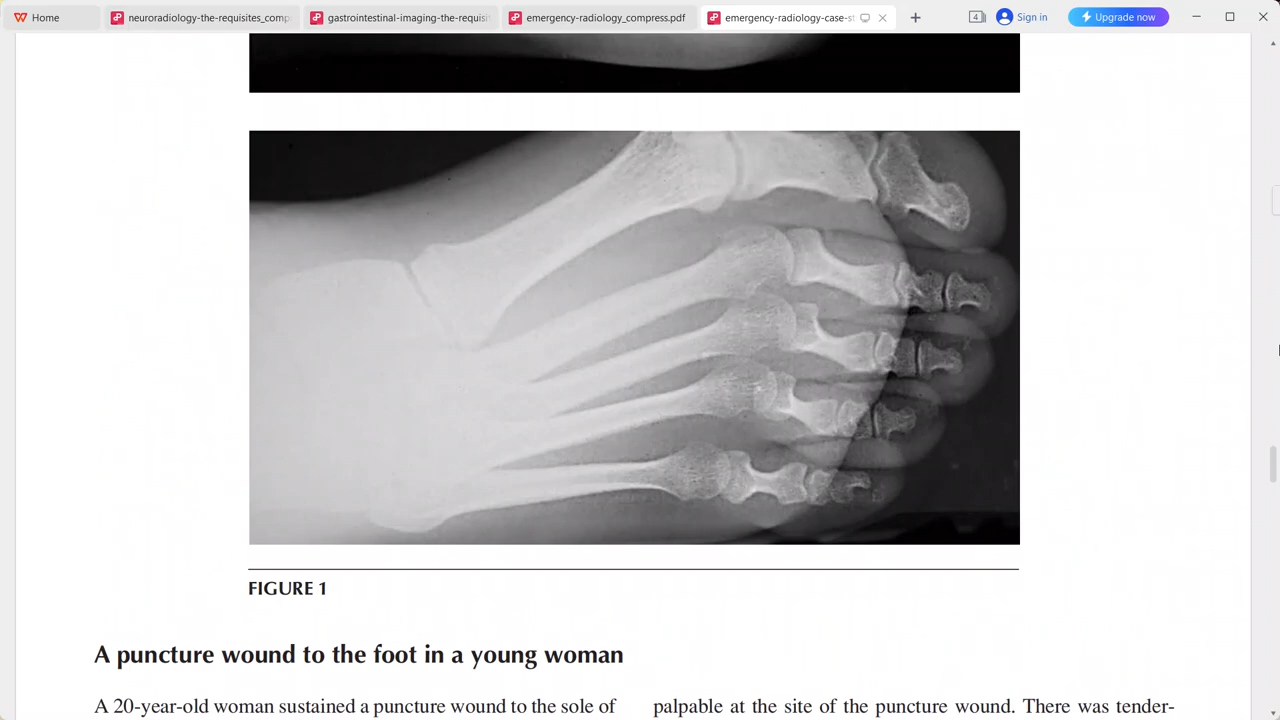 Home neuroradiology-the-requisites_comp gastrointestinal-imaging-the-requisit emergency-radiology_compress.pdf emergency-radiology-case-s 4 Sign in Upgrade now
FIGURE 1
A puncture wound to the foot in a young woman
A 20-year-old woman sustained a puncture wound to the sole of
palpable at the site of the puncture wound. There was tender-